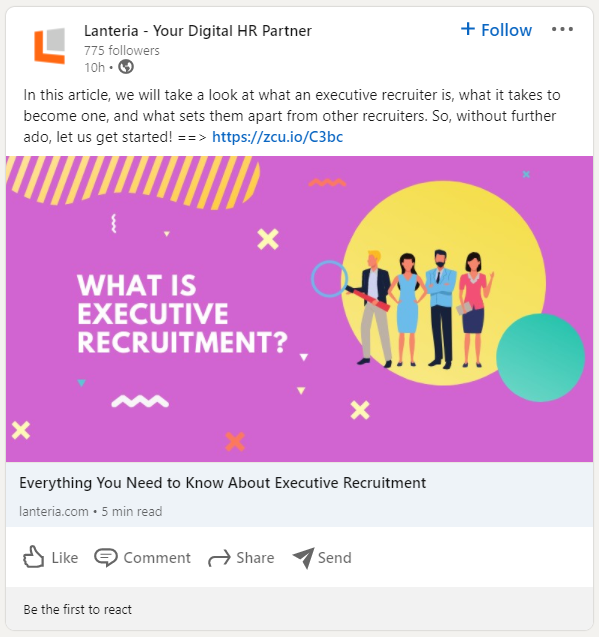 Lanteria - Your Digital HR Partner
+ Follow
775 followers
10h •
In this article, we will take a look at what an executive recruiter is, what it takes to
become one, and what sets them apart from other recruiters. So, without further
ado, let us get started! ==> https://zcu.io/C3bc
WHAT IS
EXECUTIVE
RECRUITMENT?
Everything You Need to Know About Executive Recruitment
lanteria.com • 5 min read
Like Comment Share Send
Be the first to react